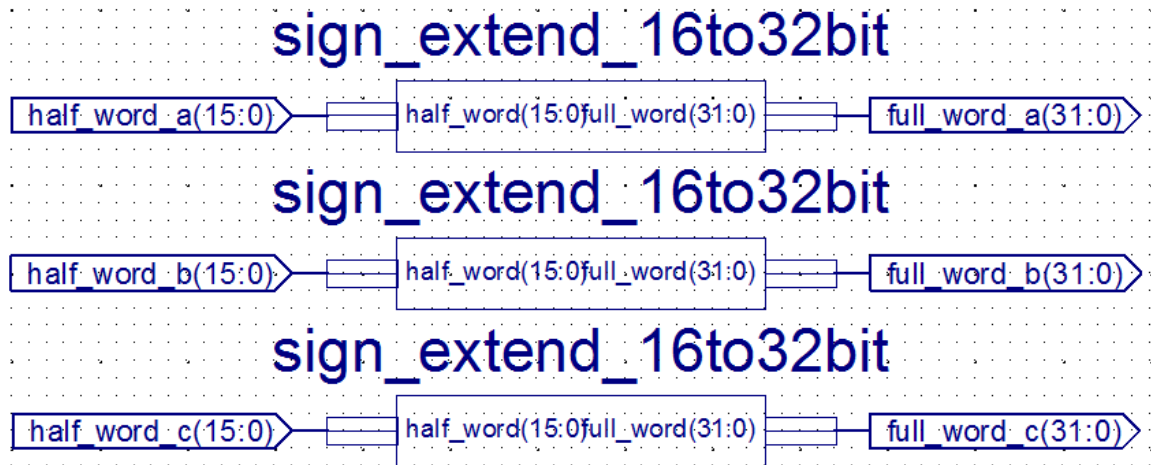 sign_extend_16to32bit
half_word_a(15:0) half_word(15:0) full_word(31:0) full_word_a(31:0)
sign_extend_16to32bit
half_word_b(15:0) half_word(15:0) full_word(31:0) full_word_b(31:0)
sign_extend_16to32bit
half_word_c(15:0) half_word(15:0) full_word(31:0) full_word_c(31:0)